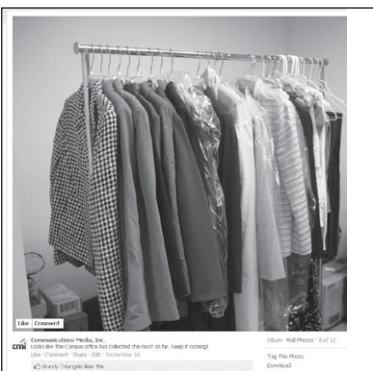 Like Comment
cmi
Communications Media, Inc.
Looks like the Campus office has collected the most so far. Keep it coming!
Like · Comment · Share · Edit · September 16
Brandy Colangelo likes this
Album: Wall Photos · 8 of 12
Tag This Photo
Download